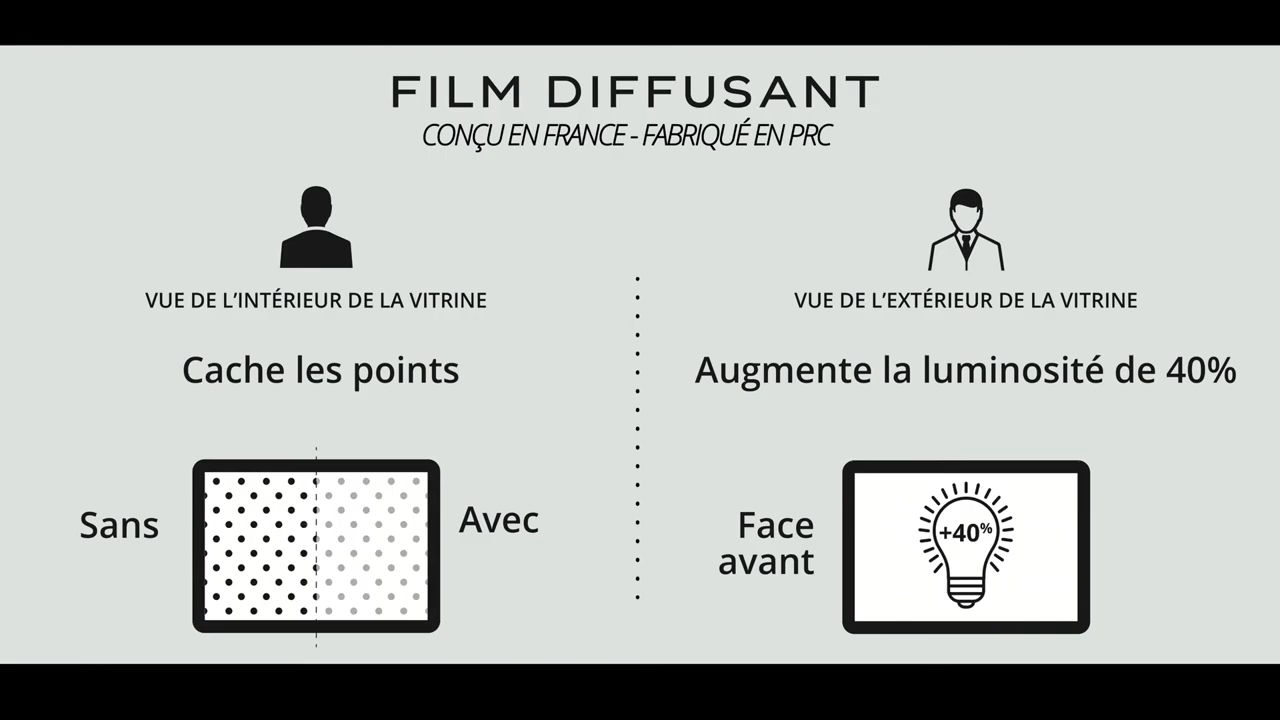 FILM DIFFUSANT
CONÇU EN FRANCE - FABRIQUÉ EN PRC
VUE DE L'INTÉRIEUR DE LA VITRINE
Cache les points
Sans
Avec
VUE DE L'EXTÉRIEUR DE LA VITRINE
Augmente la luminosité de 40%
Face
avant
+40%